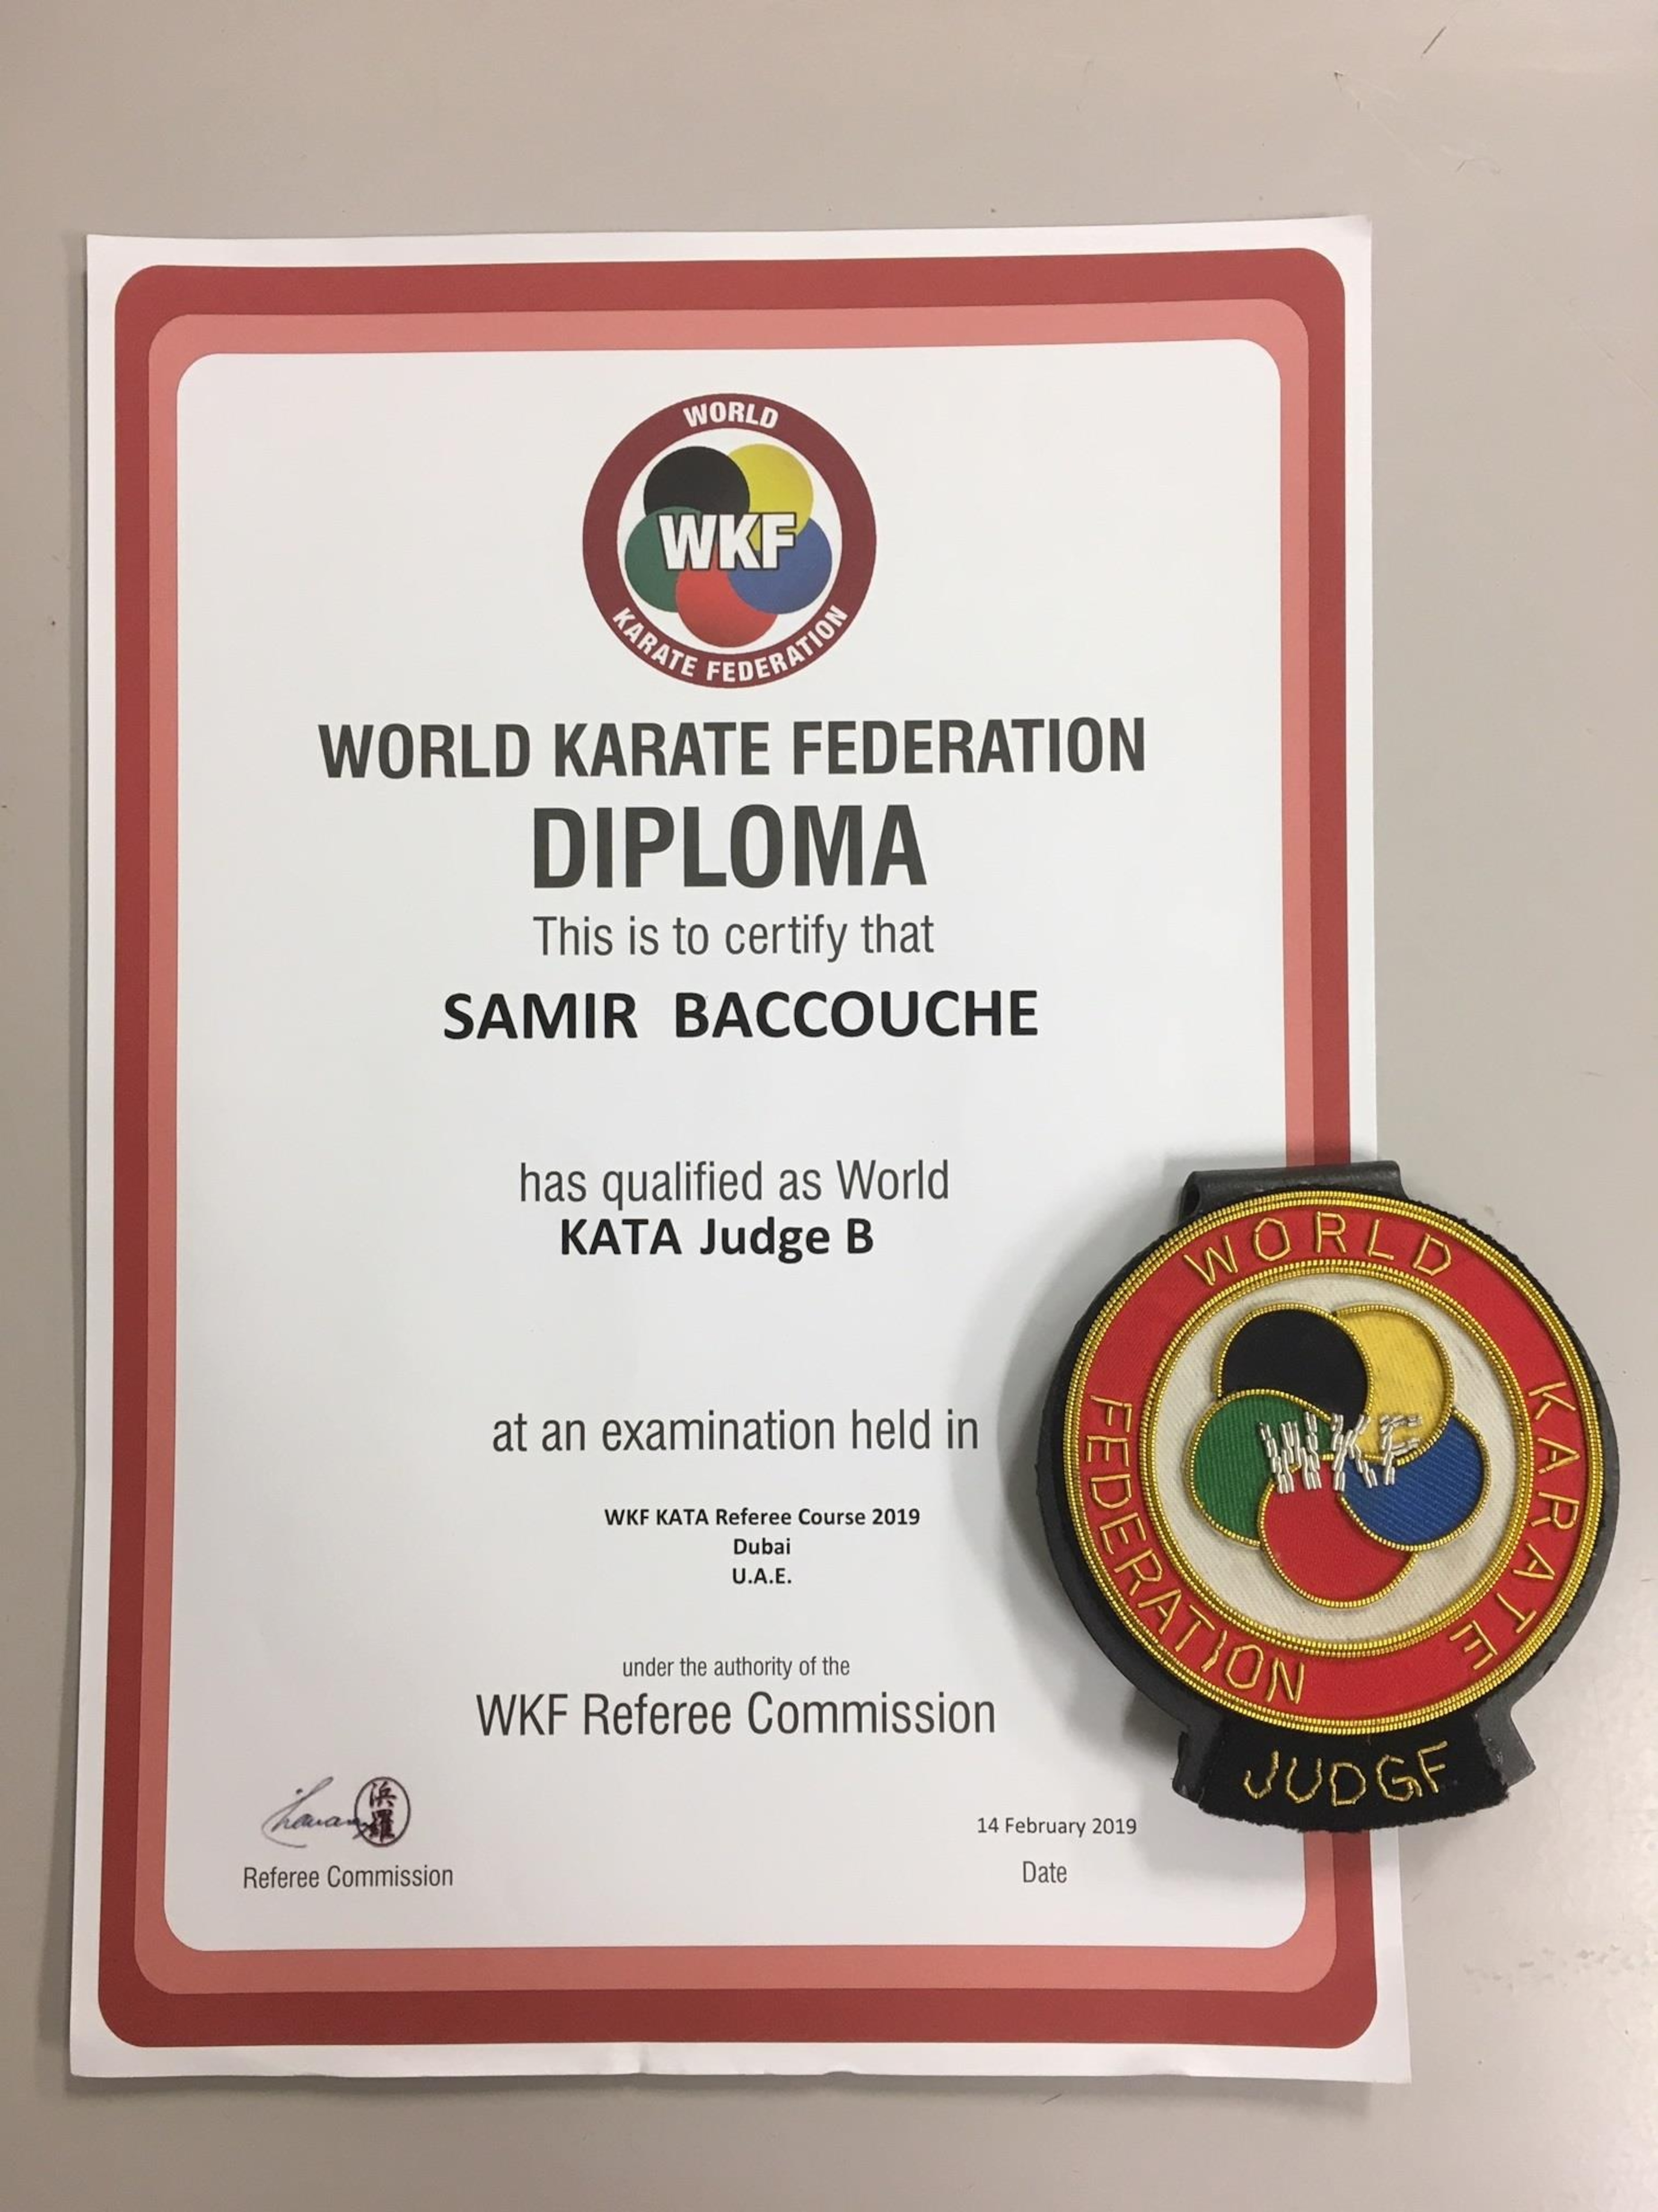 WORLD
WKF
KARATE FEDERATION
WORLD KARATE FEDERATION
DIPLOMA
This is to certify that
SAMIR BACCOUCHE
has qualified as World
KATA Judge B
at an examination held in
WKF KATA Referee Course 2019
Dubai
U.A.E.
under the authority of the
WKF Referee Commission
Referee Commission
14 February 2019
Date
WORLD KARATE FEDERATION
WKF
JUDGE